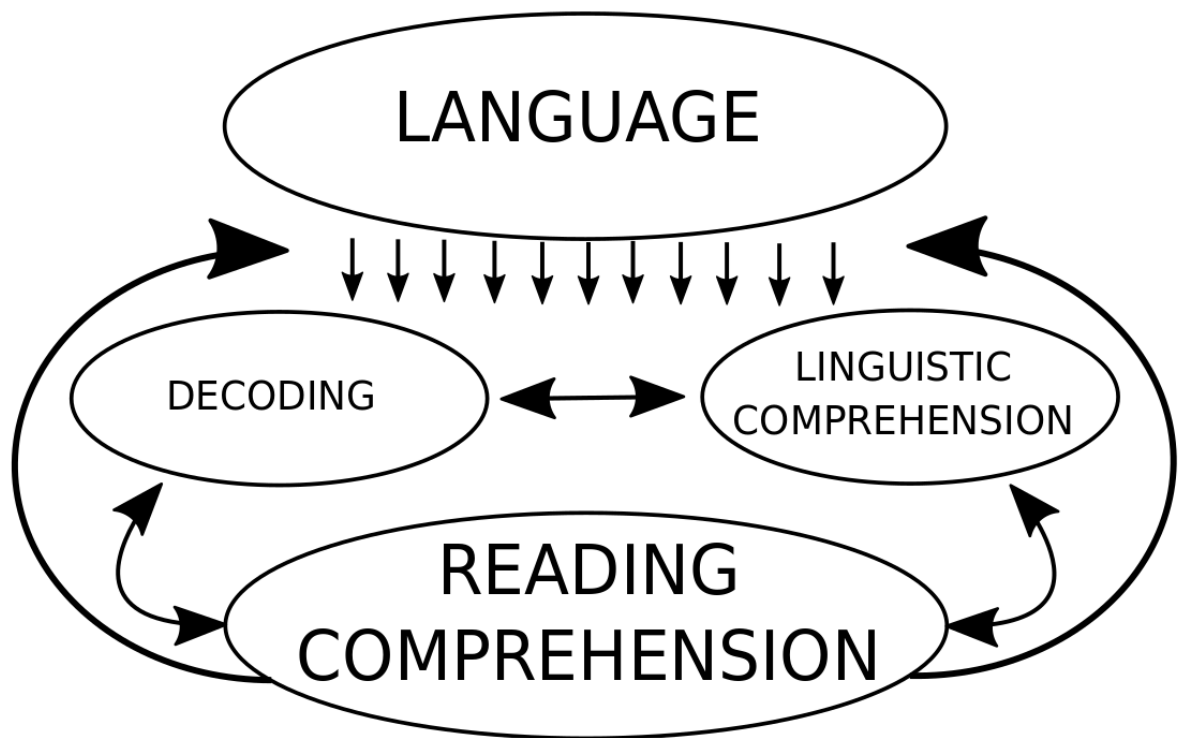 LANGUAGE
DECODING
LINGUISTIC
COMPREHENSION
READING
COMPREHENSION